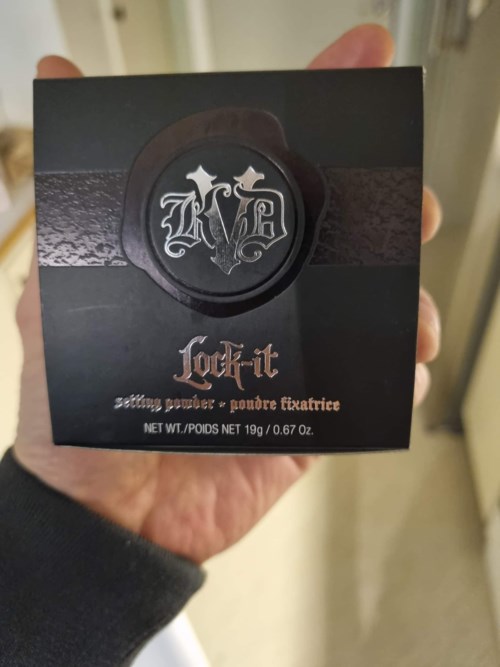 KVD
Lock-it
setting powder - poudre fixatrice
NET WT./POIDS NET 19g / 0.67 Oz.